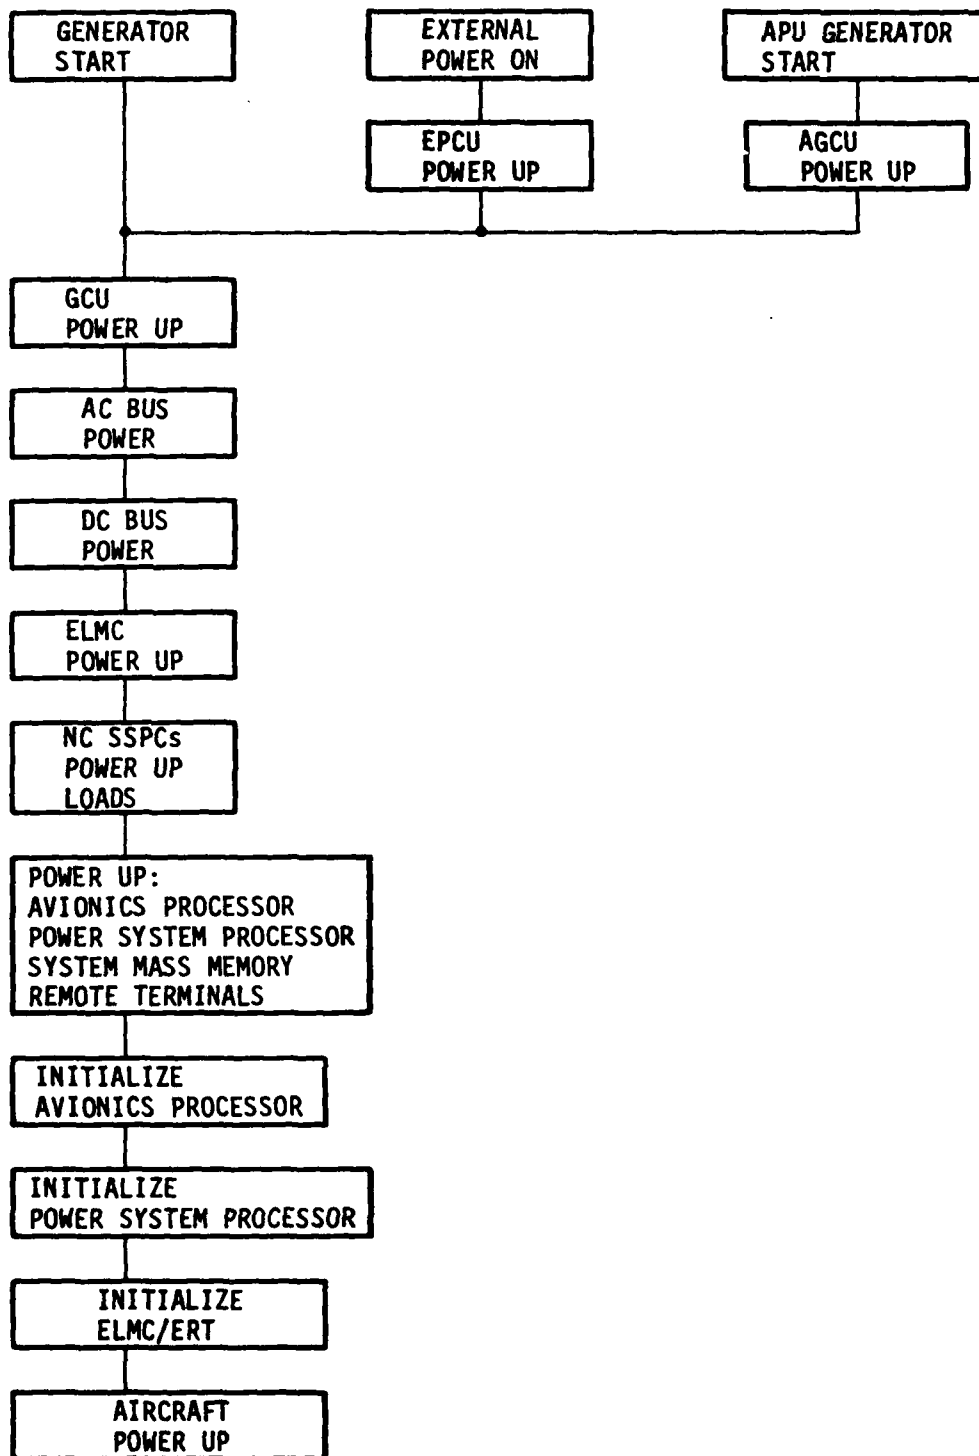 GENERATOR
START
EXTERNAL
POWER ON
APU GENERATOR
START
EPCU
POWER UP
AGCU
POWER UP
GCU
POWER UP
AC BUS
POWER
DC BUS
POWER
ELMC
POWER UP
NC SSPCs
POWER UP
LOADS
POWER UP:
AVIONICS PROCESSOR
POWER SYSTEM PROCESSOR
SYSTEM MASS MEMORY
REMOTE TERMINALS
INITIALIZE
AVIONICS PROCESSOR
INITIALIZE
POWER SYSTEM PROCESSOR
INITIALIZE
ELMC/ERT
AIRCRAFT
POWER UP